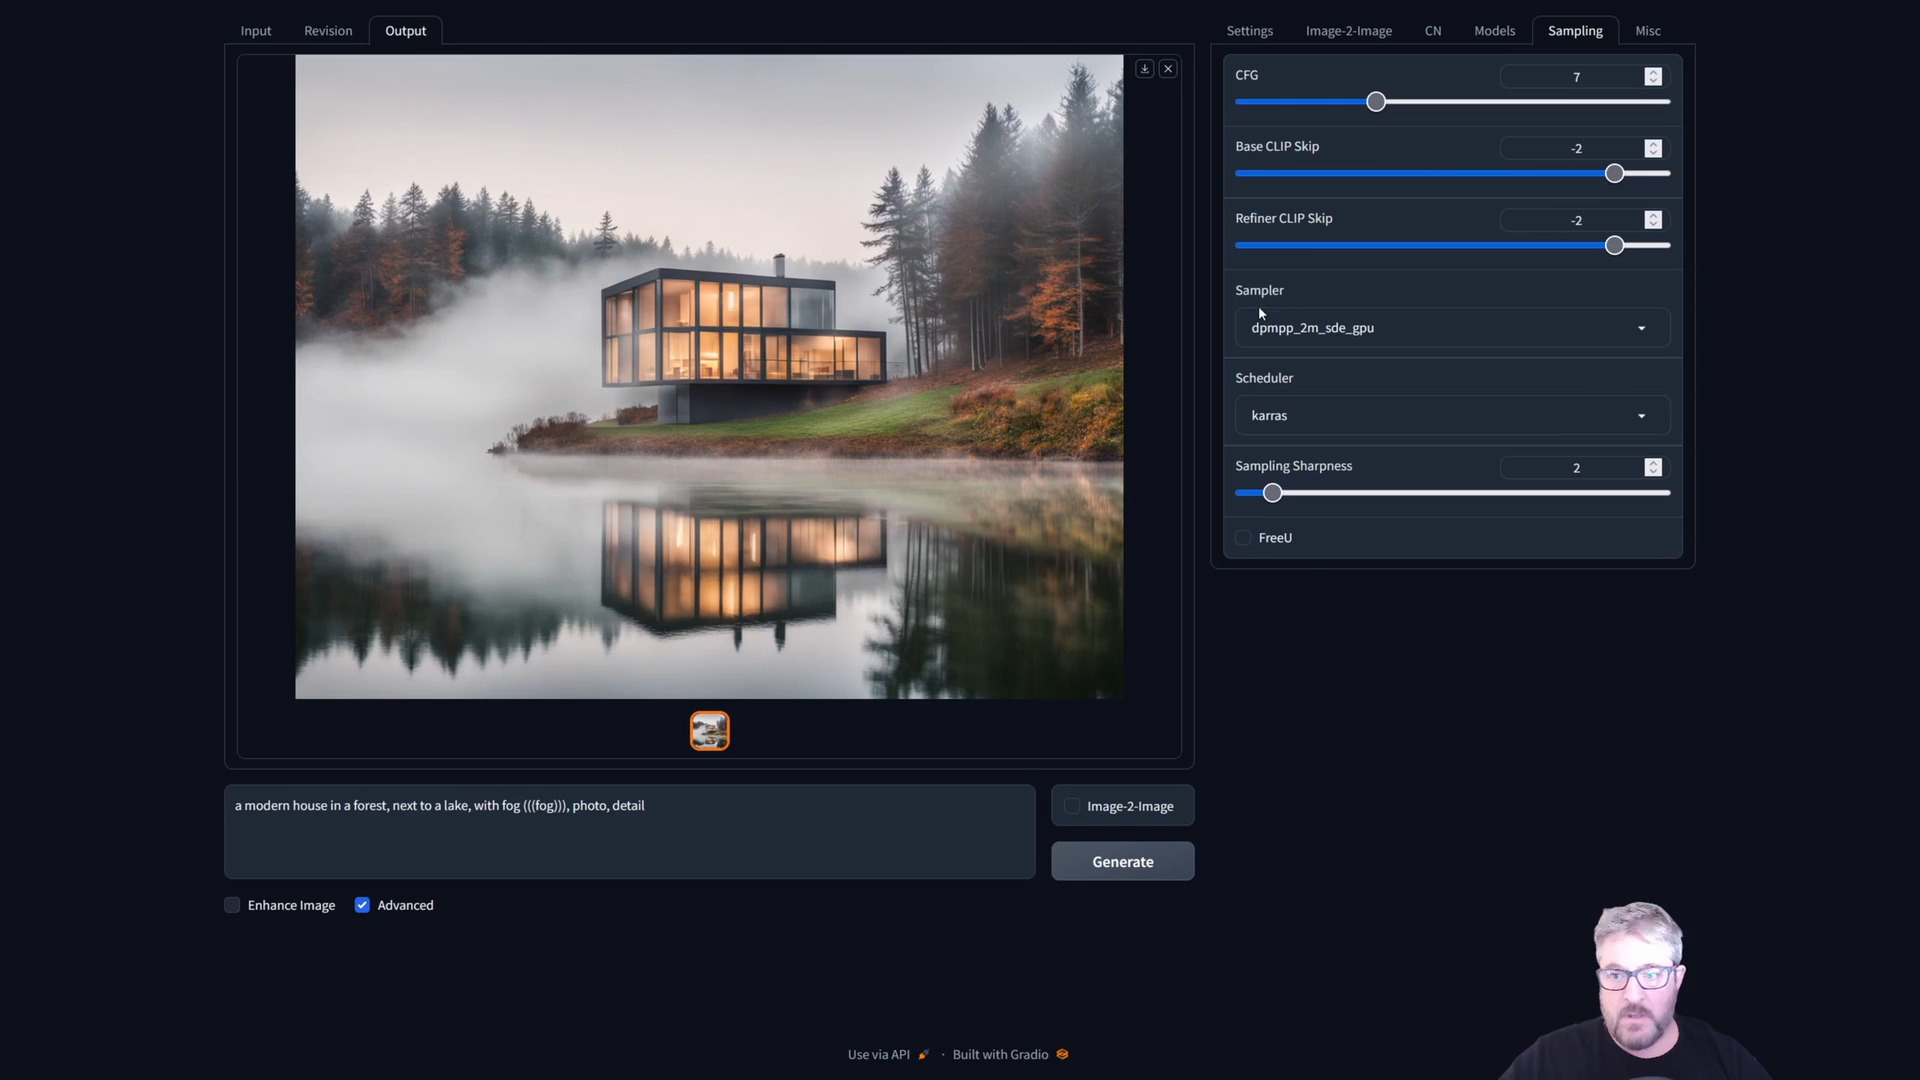 Input
Revision
Output
Settings
Image-2-Image
CN
Models
Sampling
Misc
CFG
7
Base CLIP Skip
-2
Refiner CLIP Skip
-2
Sampler
dpmpp_2m_sde_gpu
Scheduler
karras
Sampling Sharpness
2
FreeU
a modern house in a forest, next to a lake, with fog (((fog))), photo, detail
Image-2-Image
Generate
Enhance Image
Advanced
Use via API · Built with Gradio